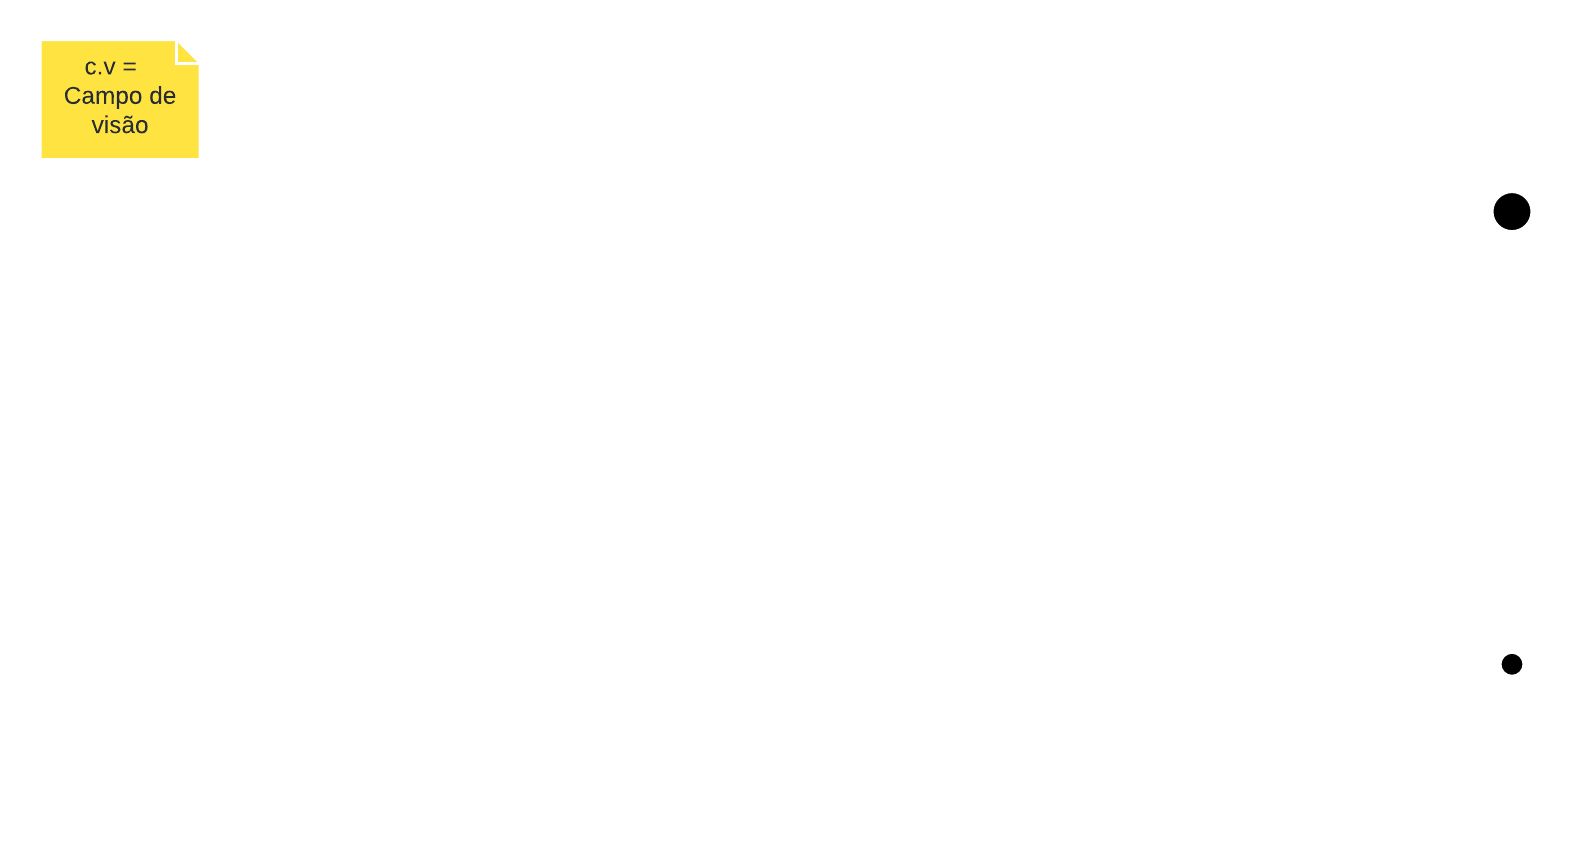 c.v =
Campo de
visão